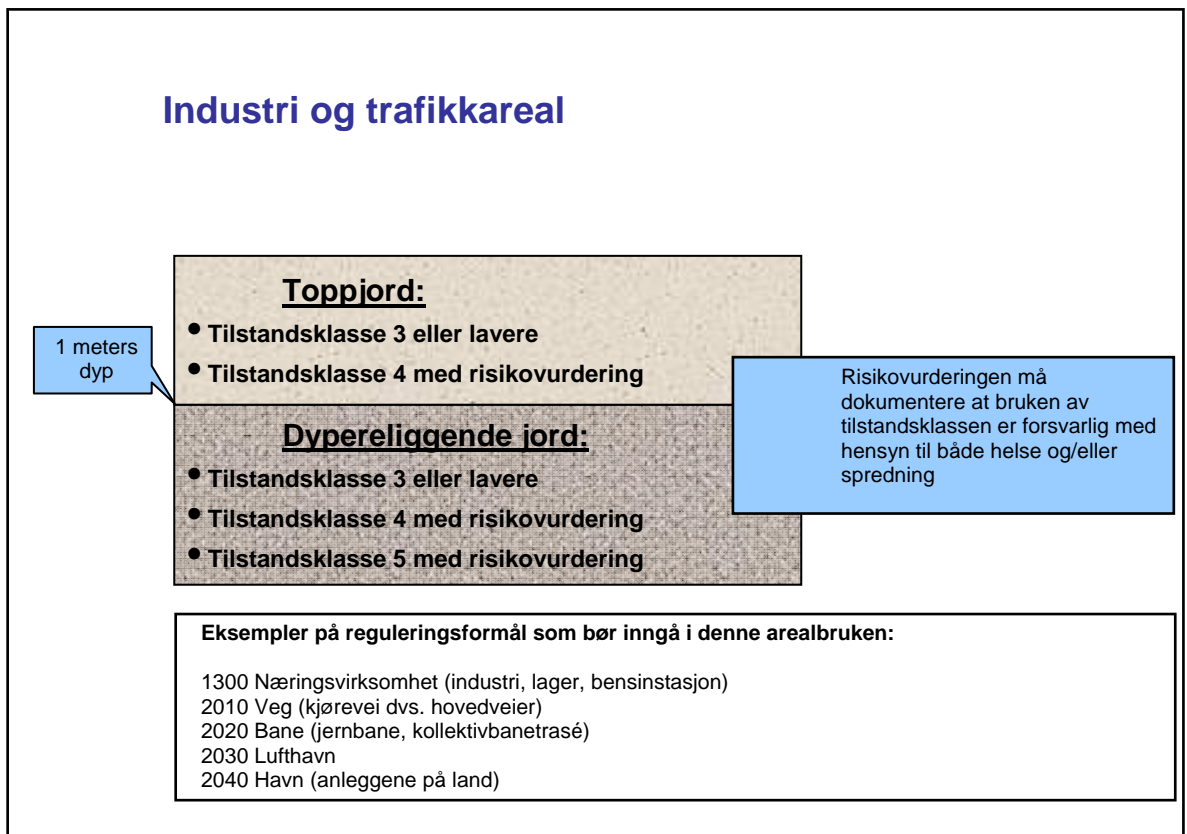 Industri og trafikkareal
Toppjord:
• Tilstandsklasse 3 eller lavere
• Tilstandsklasse 4 med risikovurdering
1 meters
dyp
Dypereliggende jord:
• Tilstandsklasse 3 eller lavere
• Tilstandsklasse 4 med risikovurdering
• Tilstandsklasse 5 med risikovurdering
Risikovurderingen må
dokumentere at bruken av
tilstandsklassen er forsvarlig med
hensyn til både helse og/eller
spredning
Eksempler på reguleringsformål som bør inngå i denne arealbruken:
1300 Næringsvirksomhet (industri, lager, bensinstasjon)
2010 Veg (kjørevei dvs. hovedveier)
2020 Bane (jernbane, kollektivbanetrasé)
2030 Lufthavn
2040 Havn (anleggene på land)